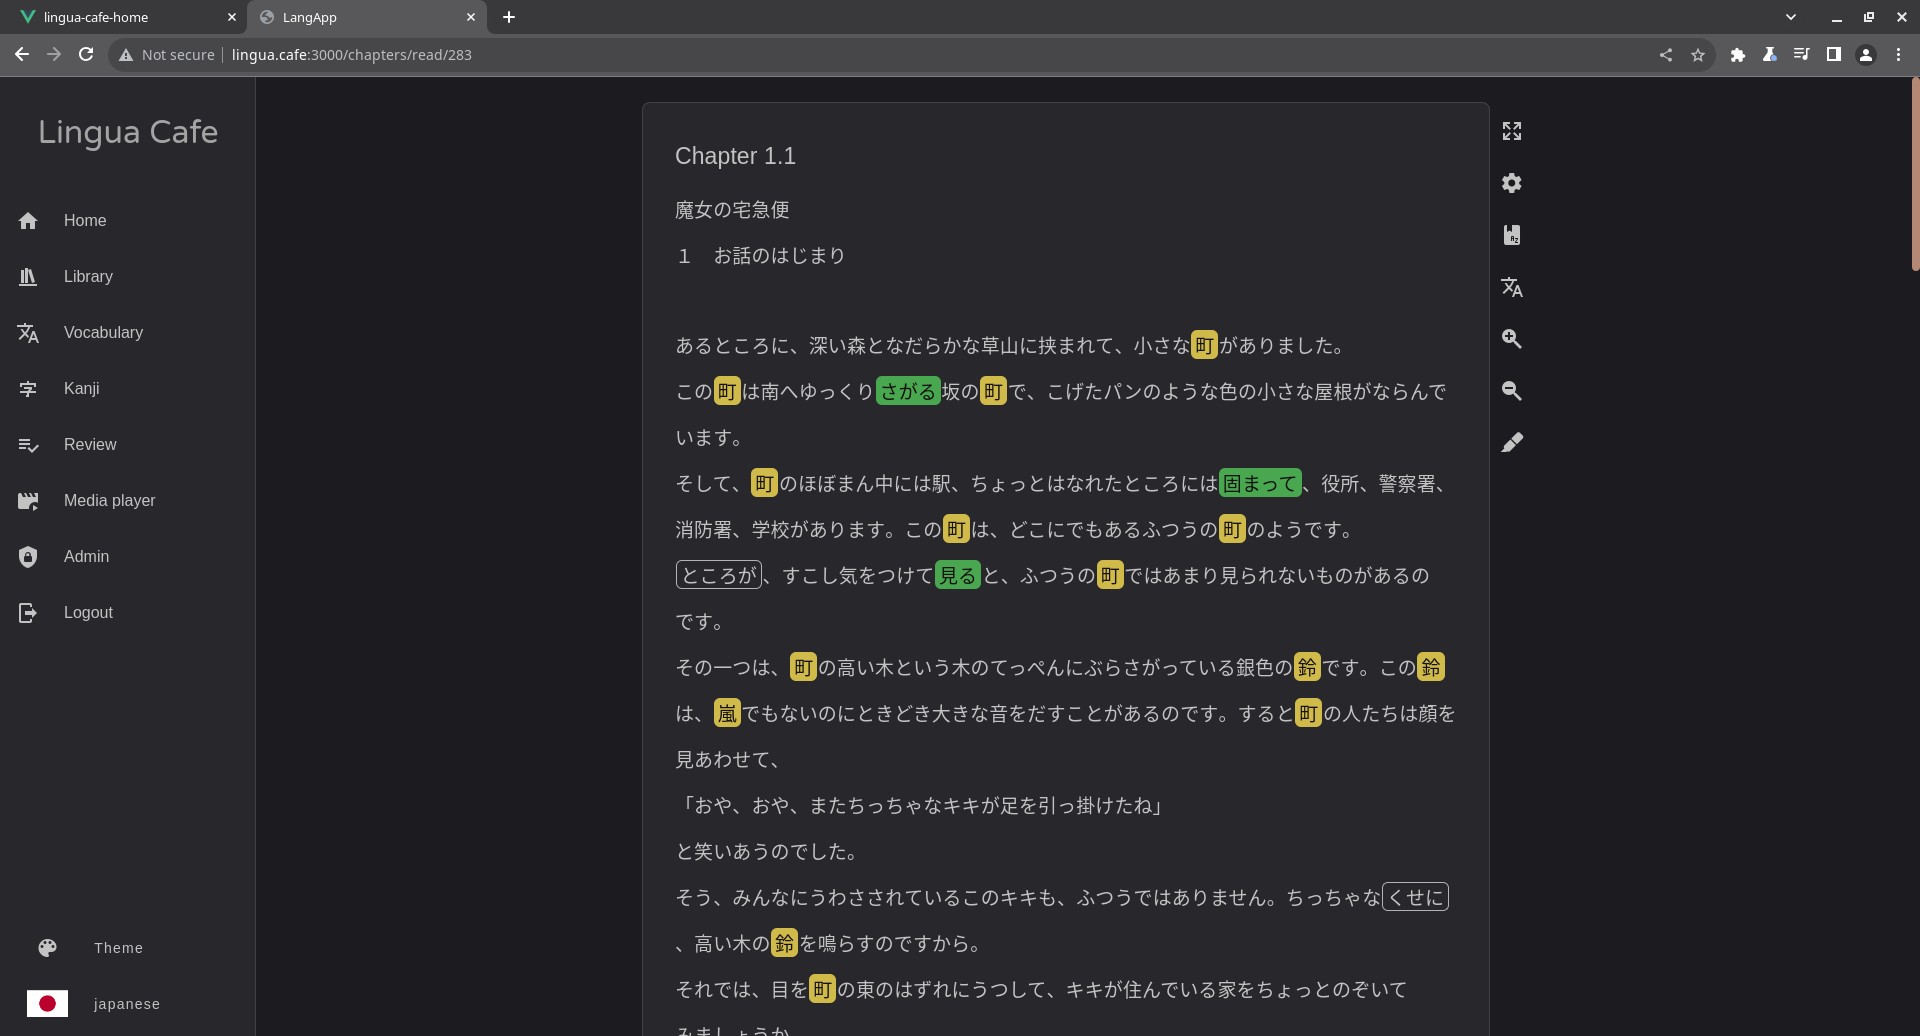 lingua-cafe-home
LangApp
Not secure
lingua.cafe:3000/chapters/read/283
Lingua Cafe
Home
Library
Vocabulary
Kanji
Review
Media player
Admin
Logout
Theme
japanese
Chapter 1.1
魔女の宅急便
１　お話のはじまり
あるところに、深い森となだらかな草山に挟まれて、小さな町がありました。
この町は南へゆっくりさがる坂の町で、こげたパンのような色の小さな屋根がならんで
います。
そして、町のほぼまん中には駅、ちょっとはなれたところには固まって、役所、警察署、
消防署、学校があります。この町は、どこにでもあるふつうの町のようです。
ところが、すこし気をつけて見ると、ふつうの町ではあまり見られないものがあるの
です。
その一つは、町の高い木という木のてっぺんにぶらさがっている銀色の鈴です。この鈴
は、嵐でもないのにときどき大きな音をだすことがあるのです。すると町の人たちは顔を
見あわせて、
「おや、おや、またちっちゃなキキが足を引っ掛けたね」
と笑いあうのでした。
そう、みんなにうわさされているこのキキも、ふつうではありません。ちっちゃなくせに
、高い木の鈴を鳴らすのですから。
それでは、目を町の東のはずれにうつして、キキが住んでいる家をちょっとのぞいて
みましょうか